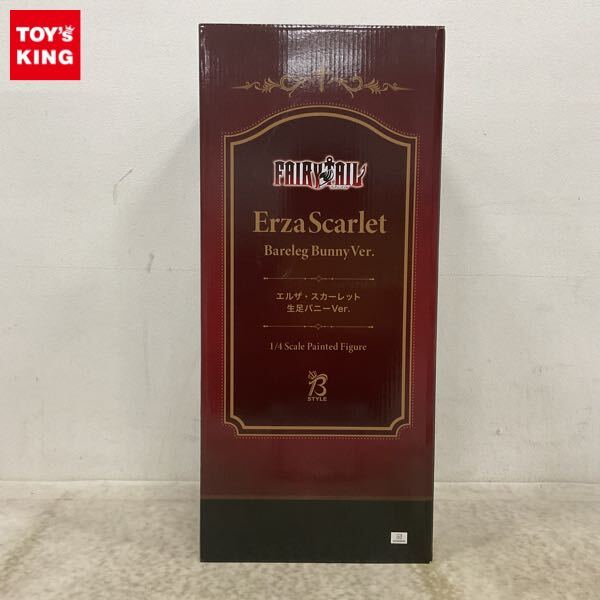 TOY'S
KING
FAIRY TAIL
Erza Scarlet
Bareleg Bunny Ver.
エルザ・スカーレット
生足バニーVer.
1/4 Scale Painted Figure
B
STYLE